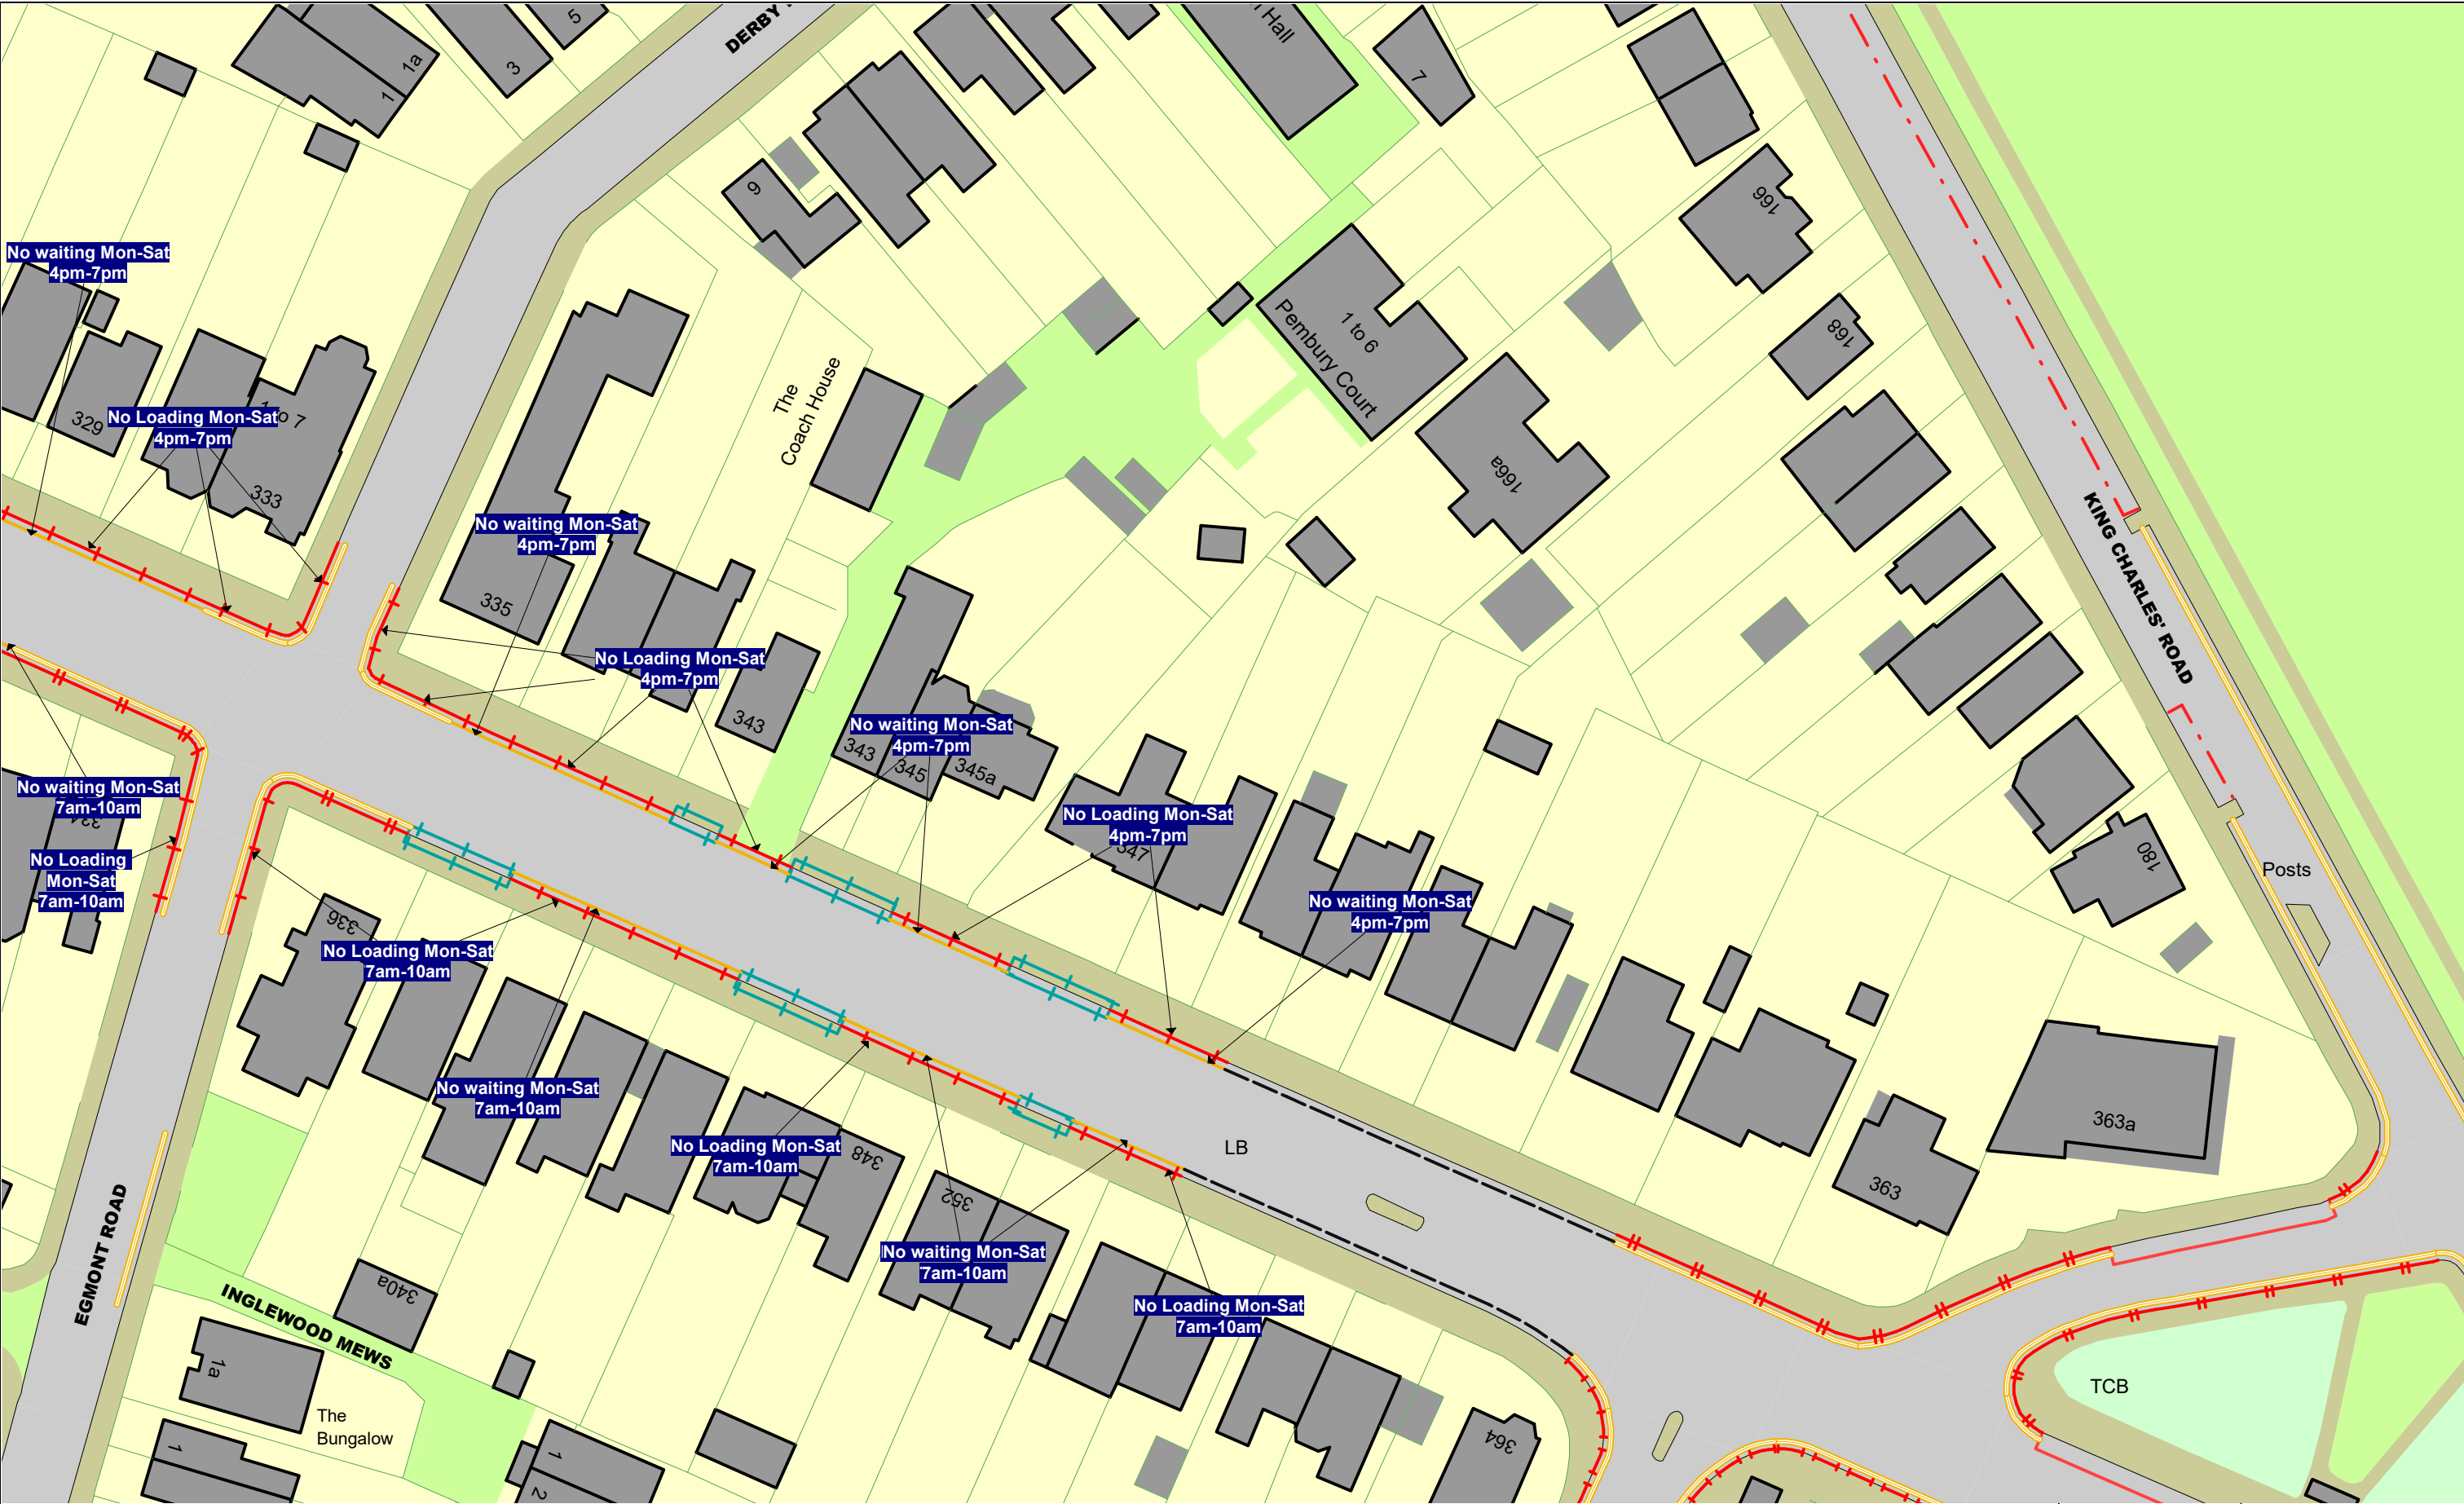 5
1a
1
3
DERBY
Hall
7
9
166
No waiting Mon-Sat
4pm-7pm
329
No Loading Mon-Sat
4pm-7pm
333
The
Coach House
1 to 6
Pembury Court
168
166a
KING CHARLES' ROAD
No waiting Mon-Sat
4pm-7pm
335
No Loading Mon-Sat
4pm-7pm
343
No waiting Mon-Sat
4pm-7pm
343
345
345a
No waiting Mon-Sat
7am-10am
No Loading
Mon-Sat
7am-10am
No Loading Mon-Sat
4pm-7pm
347
180
Posts
No waiting Mon-Sat
4pm-7pm
336
No Loading Mon-Sat
7am-10am
No waiting Mon-Sat
7am-10am
No Loading Mon-Sat
7am-10am
348
LB
363a
352
363
EGMONT ROAD
No waiting Mon-Sat
7am-10am
340a
INGLEWOOD MEWS
No Loading Mon-Sat
7am-10am
1a
TCB
The
Bungalow
364
1
1
2